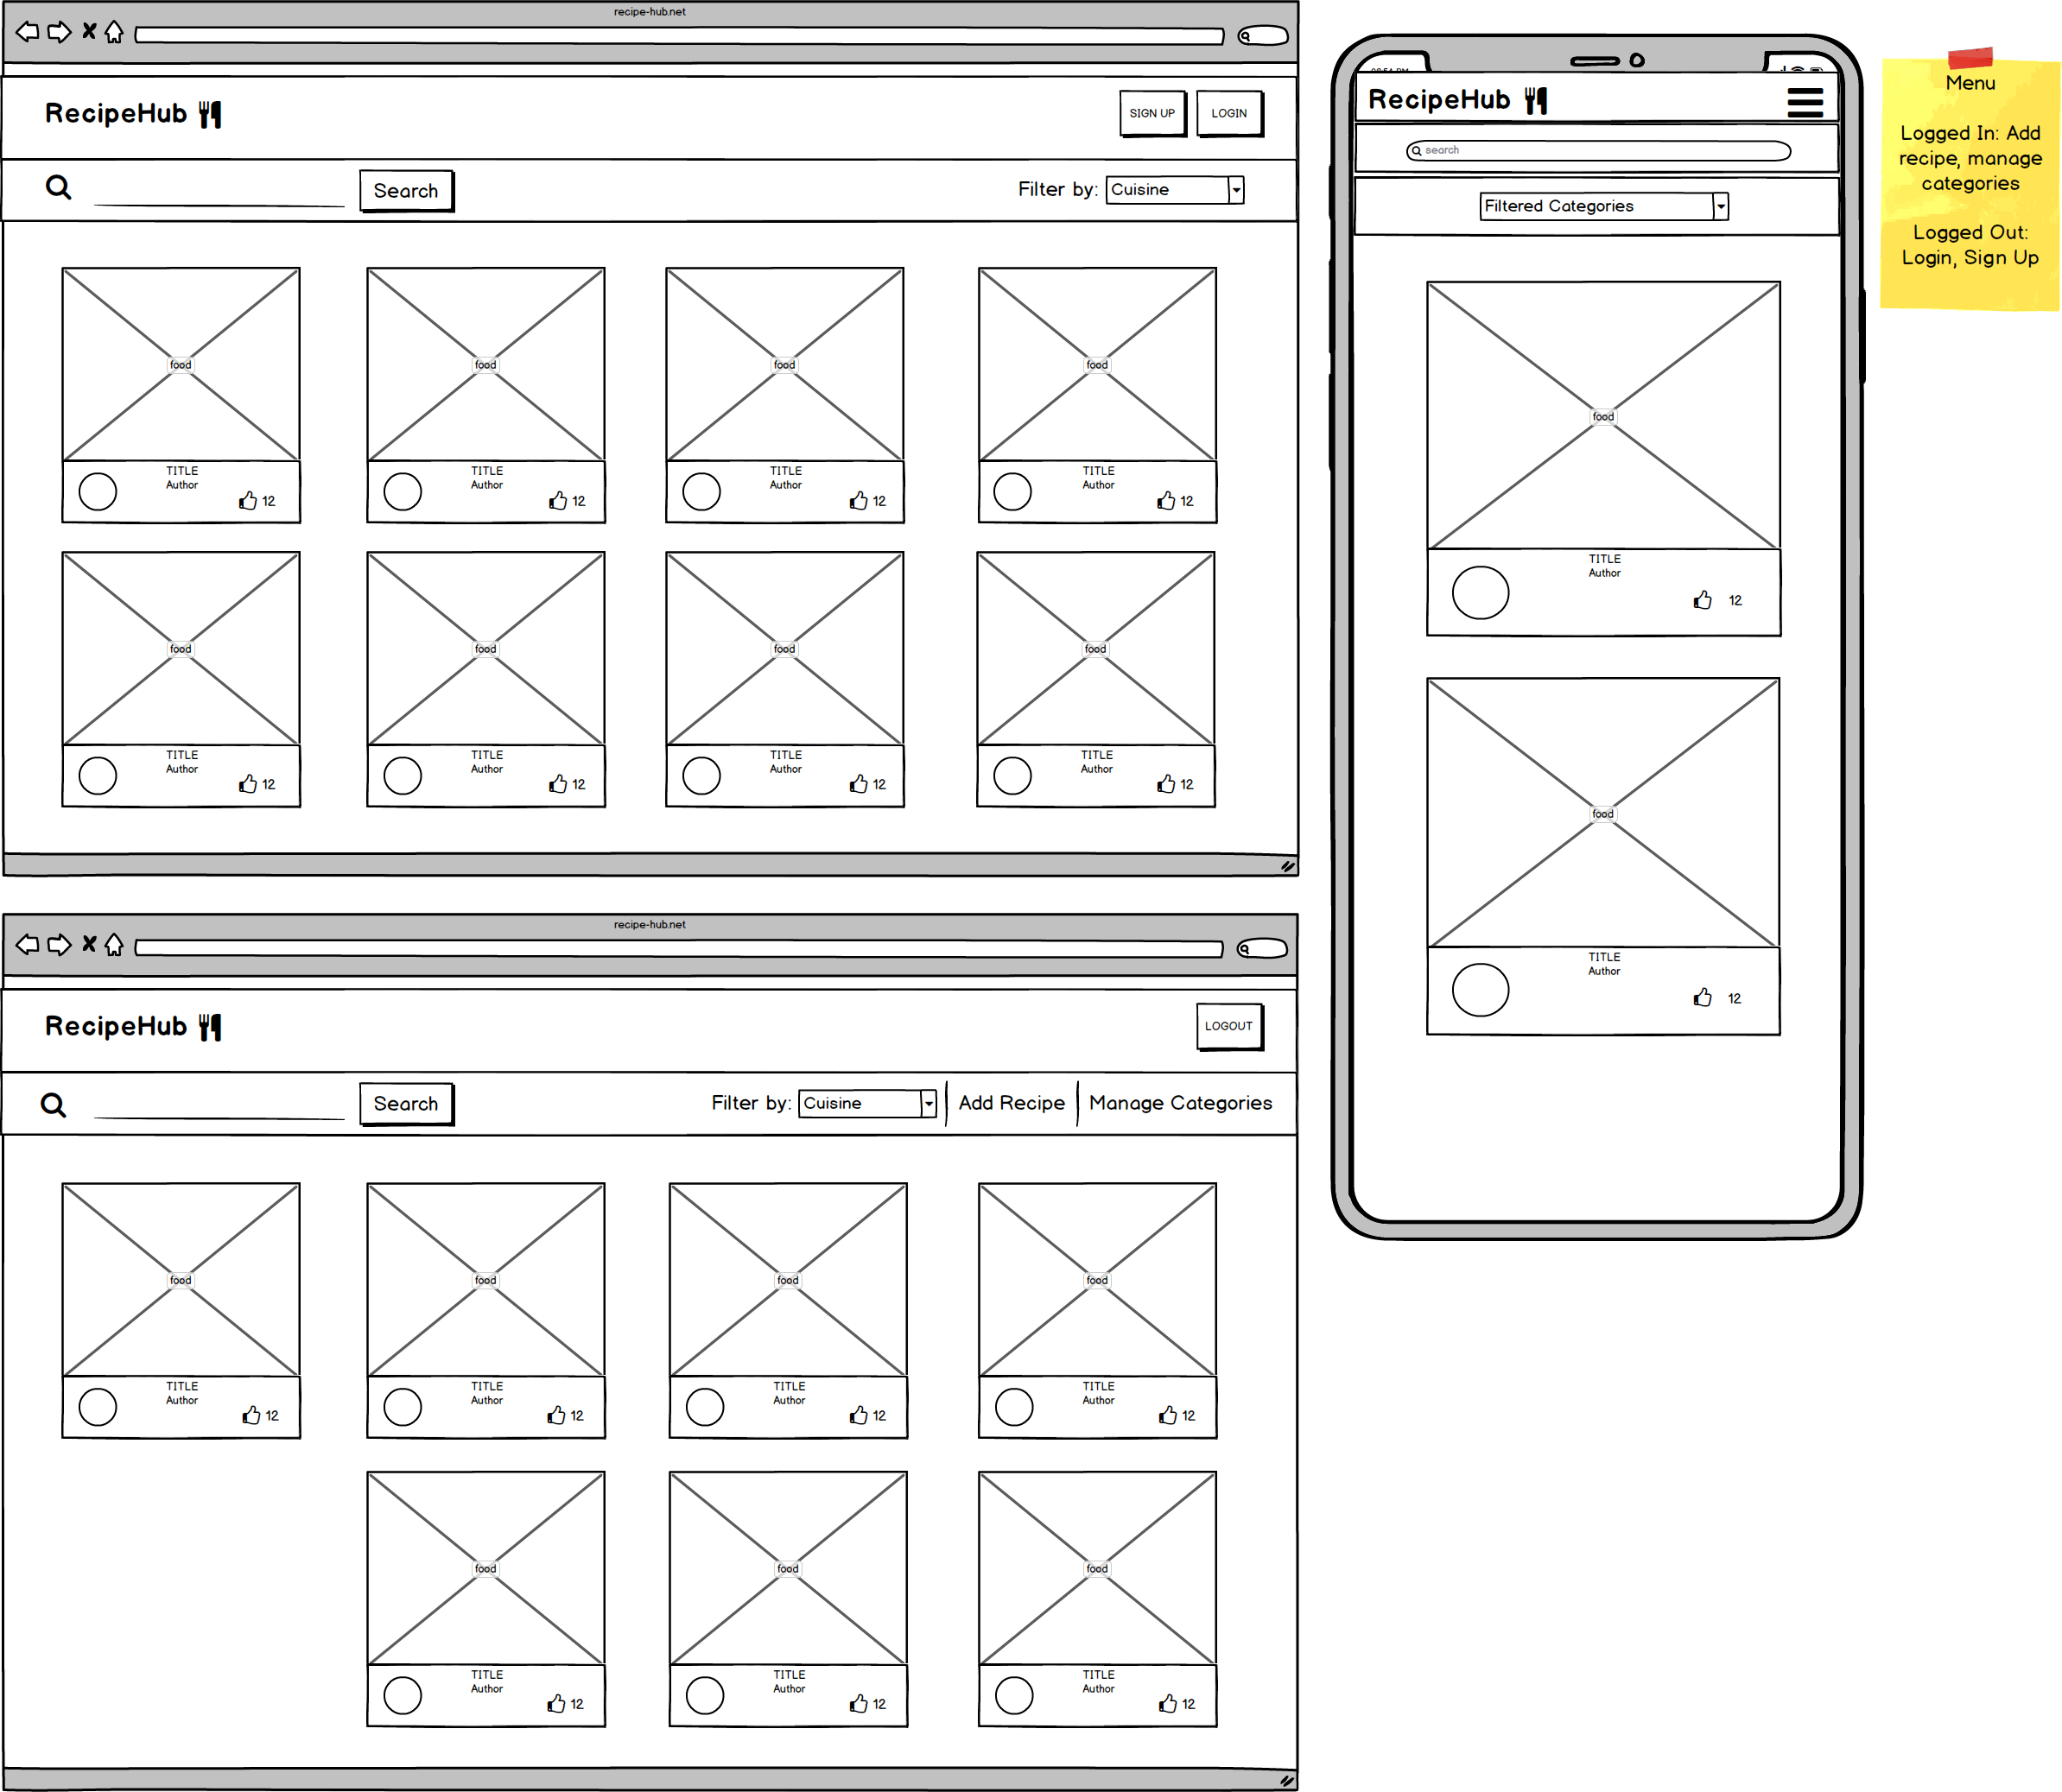 recipe-hub.net
RecipeHub
SIGN UP
LOGIN
Search
Filter by:
Cuisine
food
food
food
food
TITLE
Author
12
TITLE
Author
12
TITLE
Author
12
TITLE
Author
12
food
food
food
food
TITLE
Author
12
TITLE
Author
12
TITLE
Author
12
TITLE
Author
12
recipe-hub.net
RecipeHub
LOGOUT
Search
Filter by:
Cuisine
Add Recipe
Manage Categories
food
food
food
food
TITLE
Author
12
TITLE
Author
12
TITLE
Author
12
TITLE
Author
12
food
food
food
TITLE
Author
12
TITLE
Author
12
TITLE
Author
12
RecipeHub
search
Filtered Categories
food
TITLE
Author
12
food
TITLE
Author
12
Menu
Logged In: Add
recipe, manage
categories
Logged Out:
Login, Sign Up